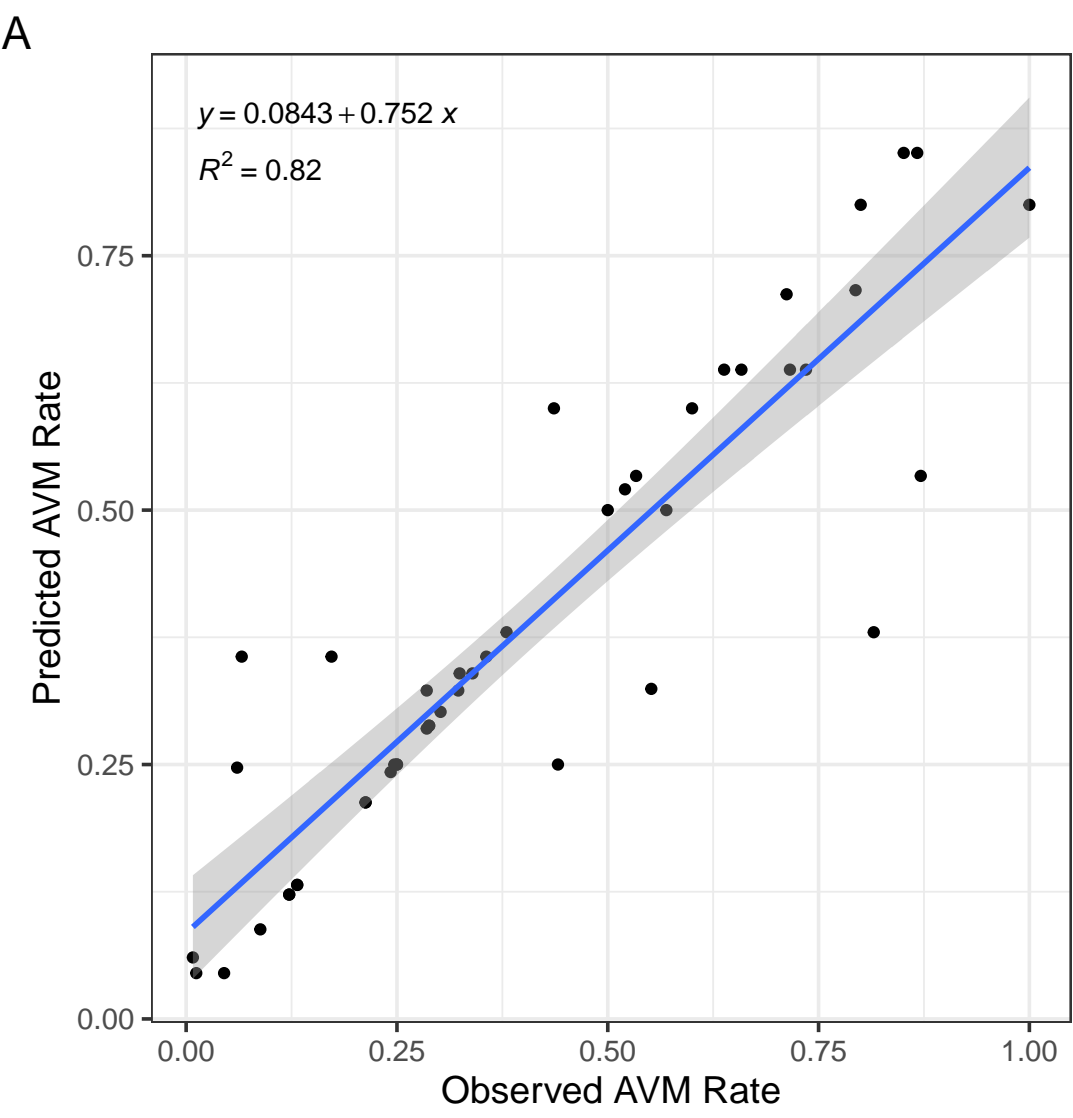 A
y = 0.0843 + 0.752 x
R² = 0.82
0.75
0.50
0.25
0.00
Predicted AVM Rate
0.00 0.25 0.50 0.75 1.00
Observed AVM Rate